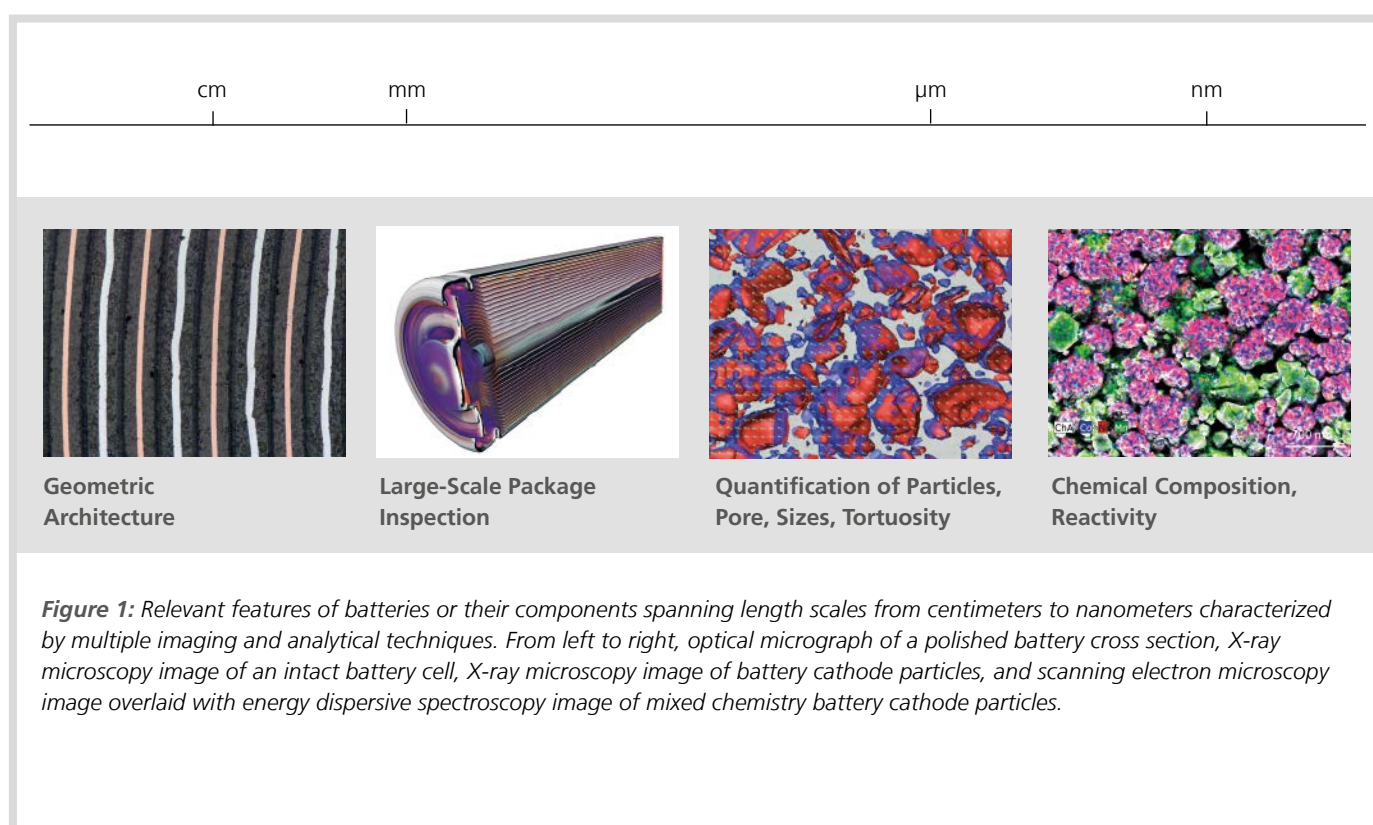 cm mm µm nm
Geometric
Architecture
Large-Scale Package
Inspection
Quantification of Particles,
Pore, Sizes, Tortuosity
Chemical Composition,
Reactivity
ChA Co
Figure 1: Relevant features of batteries or their components spanning length scales from centimeters to nanometers characterized
by multiple imaging and analytical techniques. From left to right, optical micrograph of a polished battery cross section, X-ray
microscopy image of an intact battery cell, X-ray microscopy image of battery cathode particles, and scanning electron microscopy
image overlaid with energy dispersive spectroscopy image of mixed chemistry battery cathode particles.